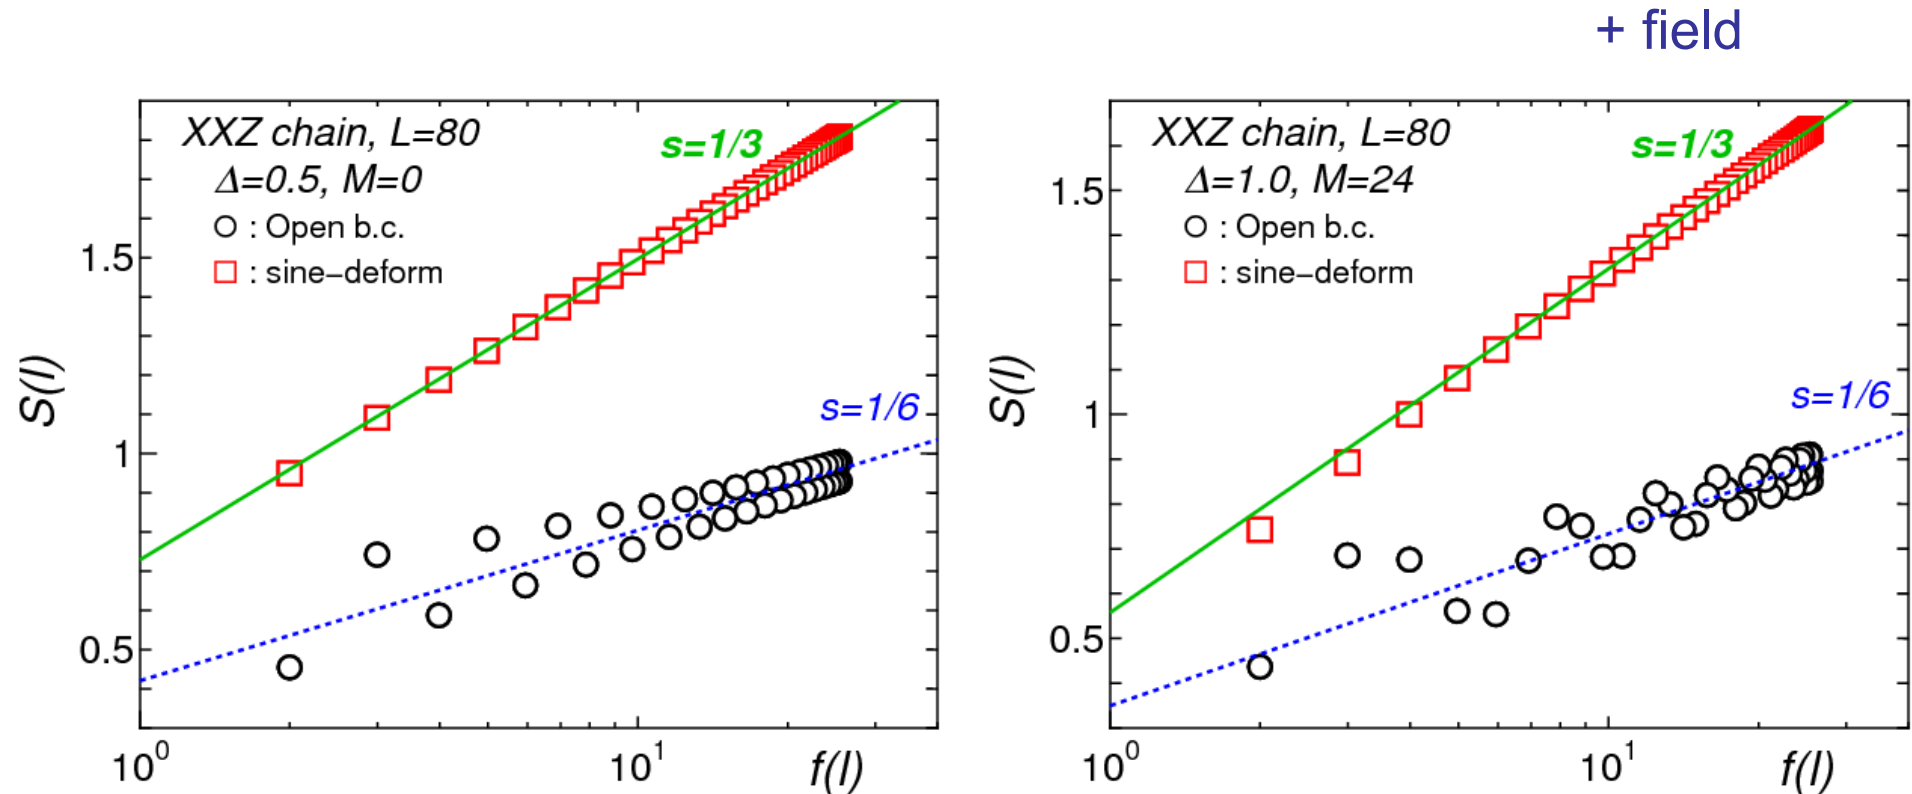 + field
XXZ chain, L=80
Δ=0.5, M=0
○ : Open b.c.
□ : sine−deform
s=1/3
s=1/6
1.5
1
0.5
S(l)
10⁰
10¹
f(l)
XXZ chain, L=80
Δ=1.0, M=24
○ : Open b.c.
□ : sine−deform
s=1/3
s=1/6
1.5
1
0.5
S(l)
10⁰
10¹
f(l)